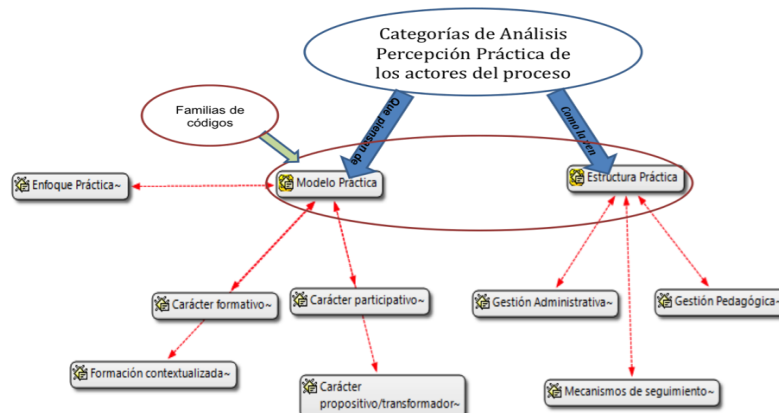 Categorías de Análisis
Percepción Práctica de
los actores del proceso
Familias de
códigos
Que piensan de
Como la ven
Enfoque Práctica~
Modelo Práctica
Estructura Práctica
Carácter formativo~
Carácter participativo~
Gestión Administrativa~
Gestión Pedagógica~
Formación contextualizada~
Carácter
propositivo/transformador~
Mecanismos de seguimiento~